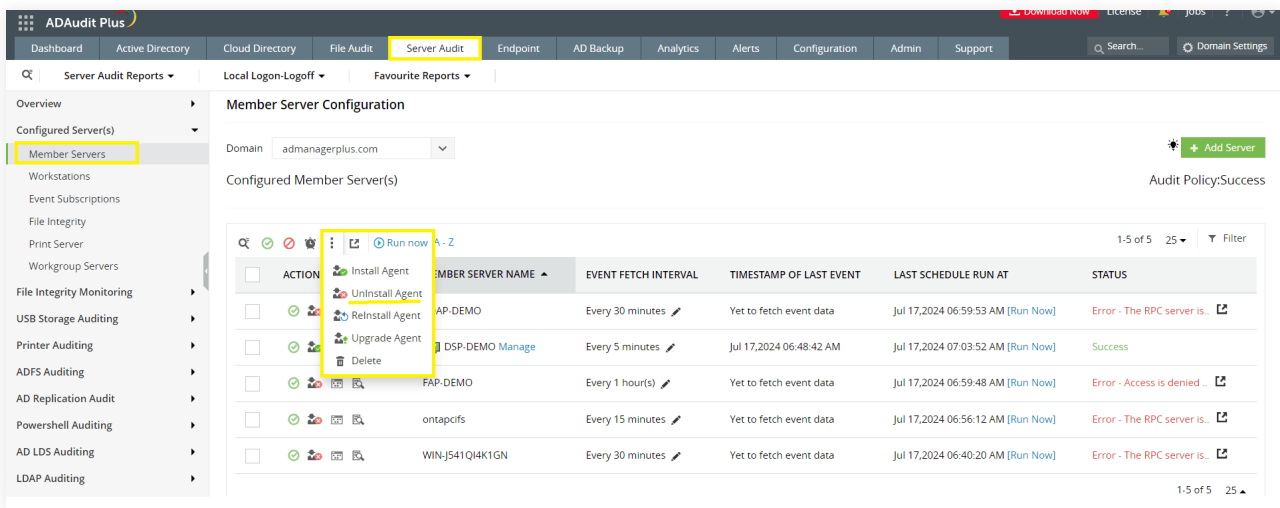 ADAudit Plus Download Now License Jobs ?
Dashboard Active Directory Cloud Directory File Audit Server Audit Endpoint AD Backup Analytics Alerts Configuration Admin Support Search... Domain Settings
Server Audit Reports Local Logon-Logoff Favourite Reports
Overview
Member Server Configuration
Configured Server(s)
Domain admanagerplus.com + Add Server
Member Servers
Workstations
Configured Member Server(s) Audit Policy:Success
Event Subscriptions
File Integrity
Print Server
Workgroup Servers
File Integrity Monitoring
USB Storage Auditing
Printer Auditing
ADFS Auditing
AD Replication Audit
Powershell Auditing
AD LDS Auditing
LDAP Auditing
Run now A - Z 1-5 of 5 25 Filter
Install Agent
UnInstall Agent
ReInstall Agent
Upgrade Agent
Delete
ACTION EMBER SERVER NAME EVENT FETCH INTERVAL TIMESTAMP OF LAST EVENT LAST SCHEDULE RUN AT STATUS
AP-DEMO Every 30 minutes Yet to fetch event data Jul 17,2024 06:59:53 AM [Run Now] Error - The RPC server is..
DSP-DEMO Manage Every 5 minutes Jul 17,2024 06:48:42 AM Jul 17,2024 07:03:52 AM [Run Now] Success
FAP-DEMO Every 1 hour(s) Yet to fetch event data Jul 17,2024 06:59:48 AM [Run Now] Error - Access is denied ..
ontapcifs Every 15 minutes Yet to fetch event data Jul 17,2024 06:56:12 AM [Run Now] Error - The RPC server is..
WIN-J541QI4K1GN Every 30 minutes Yet to fetch event data Jul 17,2024 06:40:20 AM [Run Now] Error - The RPC server is..
1-5 of 5 25